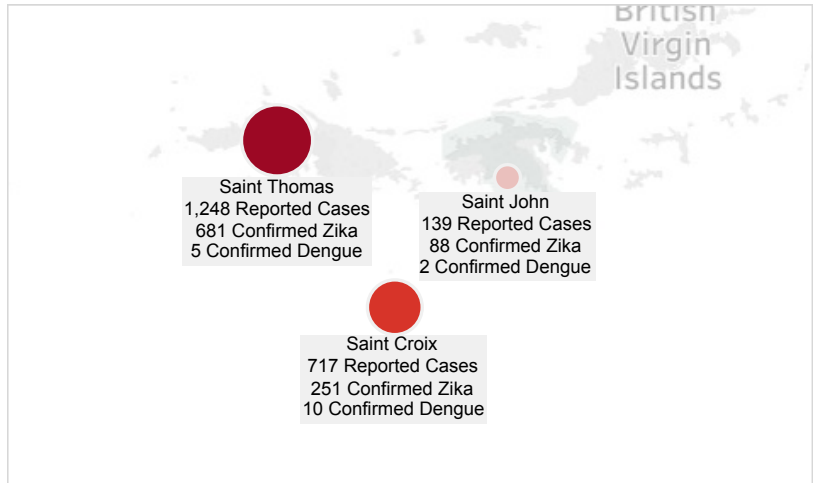 British
Virgin
Islands
Saint Thomas
1,248 Reported Cases
681 Confirmed Zika
5 Confirmed Dengue
Saint John
139 Reported Cases
88 Confirmed Zika
2 Confirmed Dengue
Saint Croix
717 Reported Cases
251 Confirmed Zika
10 Confirmed Dengue